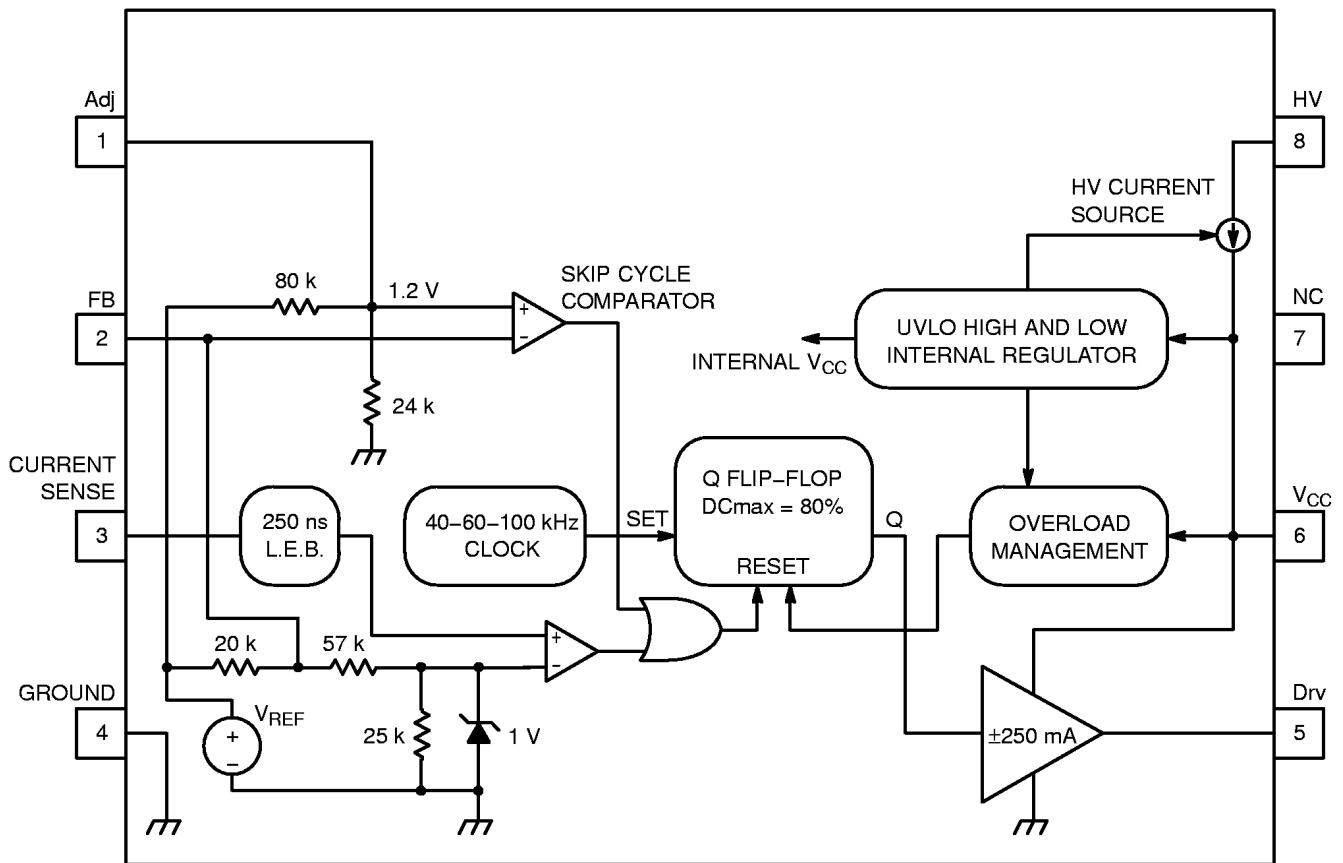 Adj
1
HV
8
HV CURRENT
SOURCE
80 k
1.2 V
SKIP CYCLE
COMPARATOR
+
−
FB
2
NC
7
UVLO HIGH AND LOW
INTERNAL REGULATOR
INTERNAL VCC
24 k
CURRENT
SENSE
3
250 ns
L.E.B.
40−60−100 kHz
CLOCK
SET
Q FLIP−FLOP
DCmax = 80%
RESET
Q
OVERLOAD
MANAGEMENT
VCC
6
20 k
57 k
+
−
GROUND
4
VREF
+
−
25 k
1 V
±250 mA
Drv
5